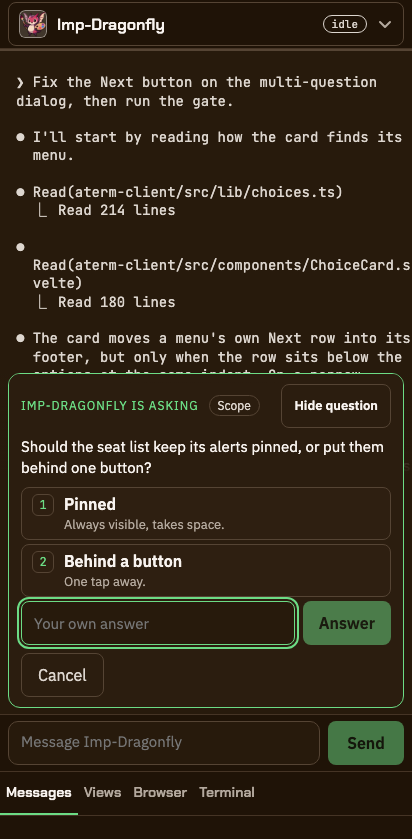 Imp-Dragonfly
idle
❯ Fix the Next button on the multi-question
dialog, then run the gate.
● I'll start by reading how the card finds its
menu.
● Read(aterm-client/src/lib/choices.ts)
⎿ Read 214 lines
●
Read(aterm-client/src/components/ChoiceCard.s
velte)
⎿ Read 180 lines
● The card moves a menu's own Next row into its
footer, but only when the row sits below the
IMP-DRAGONFLY IS ASKING
Scope
Hide question
Should the seat list keep its alerts pinned, or put them
behind one button?
1 Pinned
Always visible, takes space.
2 Behind a button
One tap away.
Your own answer
Answer
Cancel
Message Imp-Dragonfly
Send
Messages Views Browser Terminal